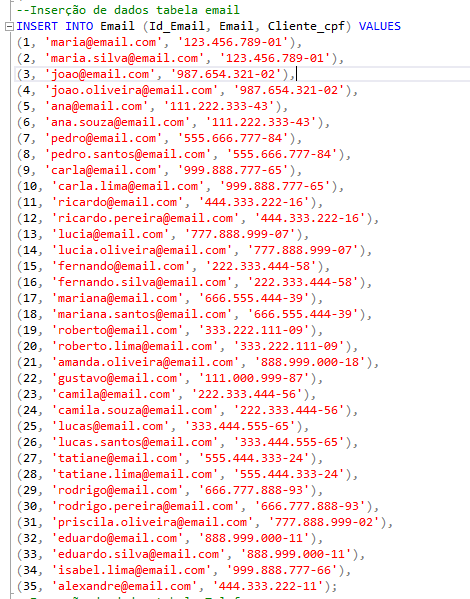 --Inserção de dados tabela email
INSERT INTO Email (Id_Email, Email, Cliente_cpf) VALUES
(1, 'maria@email.com', '123.456.789-01'),
(2, 'maria.silva@email.com', '123.456.789-01'),
(3, 'joao@email.com', '987.654.321-02'),
(4, 'joao.oliveira@email.com', '987.654.321-02'),
(5, 'ana@email.com', '111.222.333-43'),
(6, 'ana.souza@email.com', '111.222.333-43'),
(7, 'pedro@email.com', '555.666.777-84'),
(8, 'pedro.santos@email.com', '555.666.777-84'),
(9, 'carla@email.com', '999.888.777-65'),
(10, 'carla.lima@email.com', '999.888.777-65'),
(11, 'ricardo@email.com', '444.333.222-16'),
(12, 'ricardo.pereira@email.com', '444.333.222-16'),
(13, 'lucia@email.com', '777.888.999-07'),
(14, 'lucia.oliveira@email.com', '777.888.999-07'),
(15, 'fernando@email.com', '222.333.444-58'),
(16, 'fernando.silva@email.com', '222.333.444-58'),
(17, 'mariana@email.com', '666.555.444-39'),
(18, 'mariana.santos@email.com', '666.555.444-39'),
(19, 'roberto@email.com', '333.222.111-09'),
(20, 'roberto.lima@email.com', '333.222.111-09'),
(21, 'amanda.oliveira@email.com', '888.999.000-18'),
(22, 'gustavo@email.com', '111.000.999-87'),
(23, 'camila@email.com', '222.333.444-56'),
(24, 'camila.souza@email.com', '222.333.444-56'),
(25, 'lucas@email.com', '333.444.555-65'),
(26, 'lucas.santos@email.com', '333.444.555-65'),
(27, 'tatiane@email.com', '555.444.333-24'),
(28, 'tatiane.lima@email.com', '555.444.333-24'),
(29, 'rodrigo@email.com', '666.777.888-93'),
(30, 'rodrigo.pereira@email.com', '666.777.888-93'),
(31, 'priscila.oliveira@email.com', '777.888.999-02'),
(32, 'eduardo@email.com', '888.999.000-11'),
(33, 'eduardo.silva@email.com', '888.999.000-11'),
(34, 'isabel.lima@email.com', '999.888.777-66'),
(35, 'alexandre@email.com', '444.333.222-11');